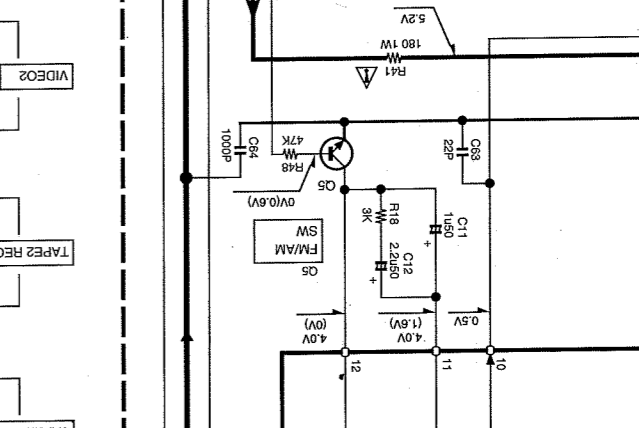 5.2V
180 1W
R41
VIDEO2
C64
1000P
47K
R48
C63
22P
Q5
0V(0.6V)
R18
3K
C11
1u50
+
FM/AM
SW
Q5
C12
2.2u50
+
TAPE2 REC
4.0V
(0V)
4.0V
(1.6V)
0.5V
12
11
10